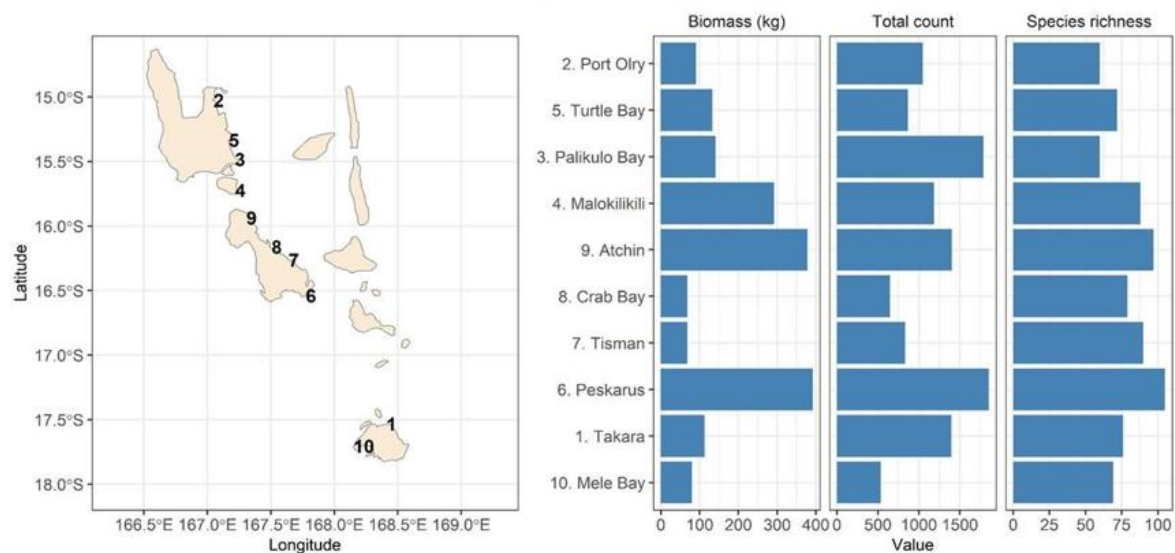 Biomass (kg) Total count Species richness
15.0°S
15.5°S
16.0°S
16.5°S
17.0°S
17.5°S
18.0°S
Latitude
2
5
3
4
9
8
7
6
1
10
166.5°E 167.0°E 167.5°E 168.0°E 168.5°E 169.0°E
Longitude
2. Port Olry
5. Turtle Bay
3. Palikulo Bay
4. Malokilikili
9. Atchin
8. Crab Bay
7. Tisman
6. Peskarus
1. Takara
10. Mele Bay
0 100 200 300 400 0 500 1000 1500 0 25 50 75 100
Value